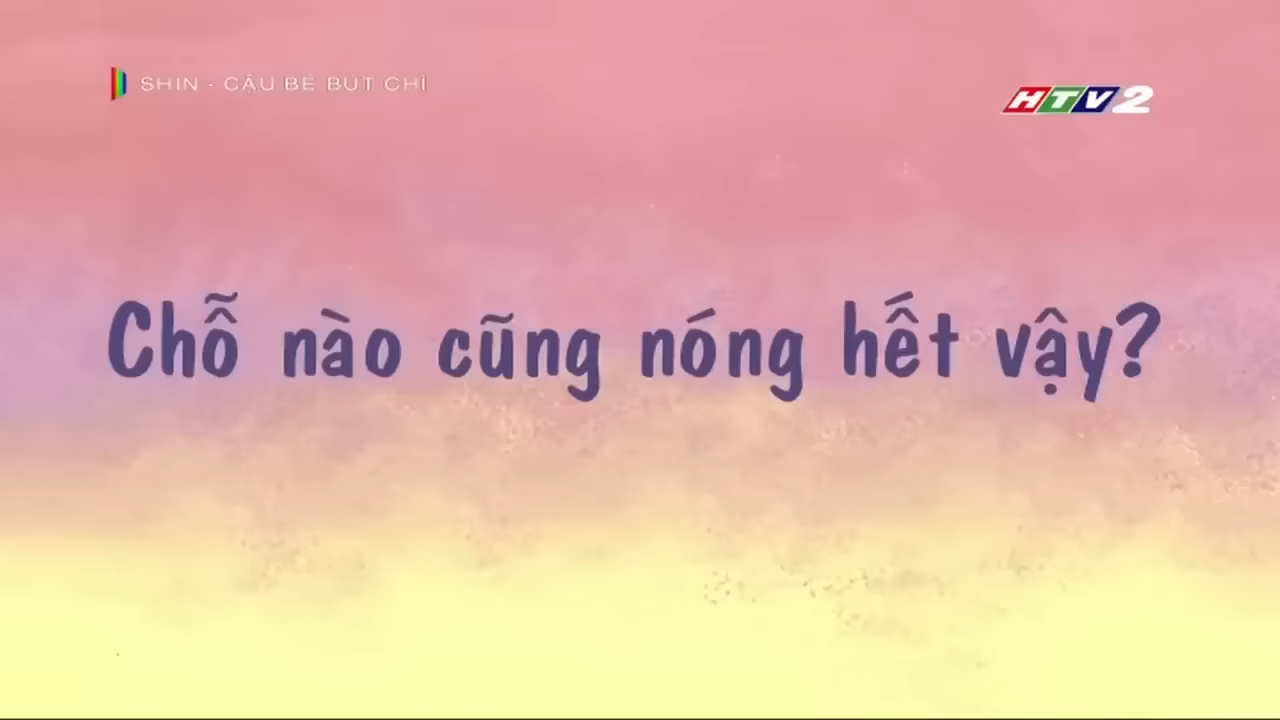 SHIN - CẬU BÉ BÚT CHÌ
HTV2
Chỗ nào cũng nóng hết vậy?